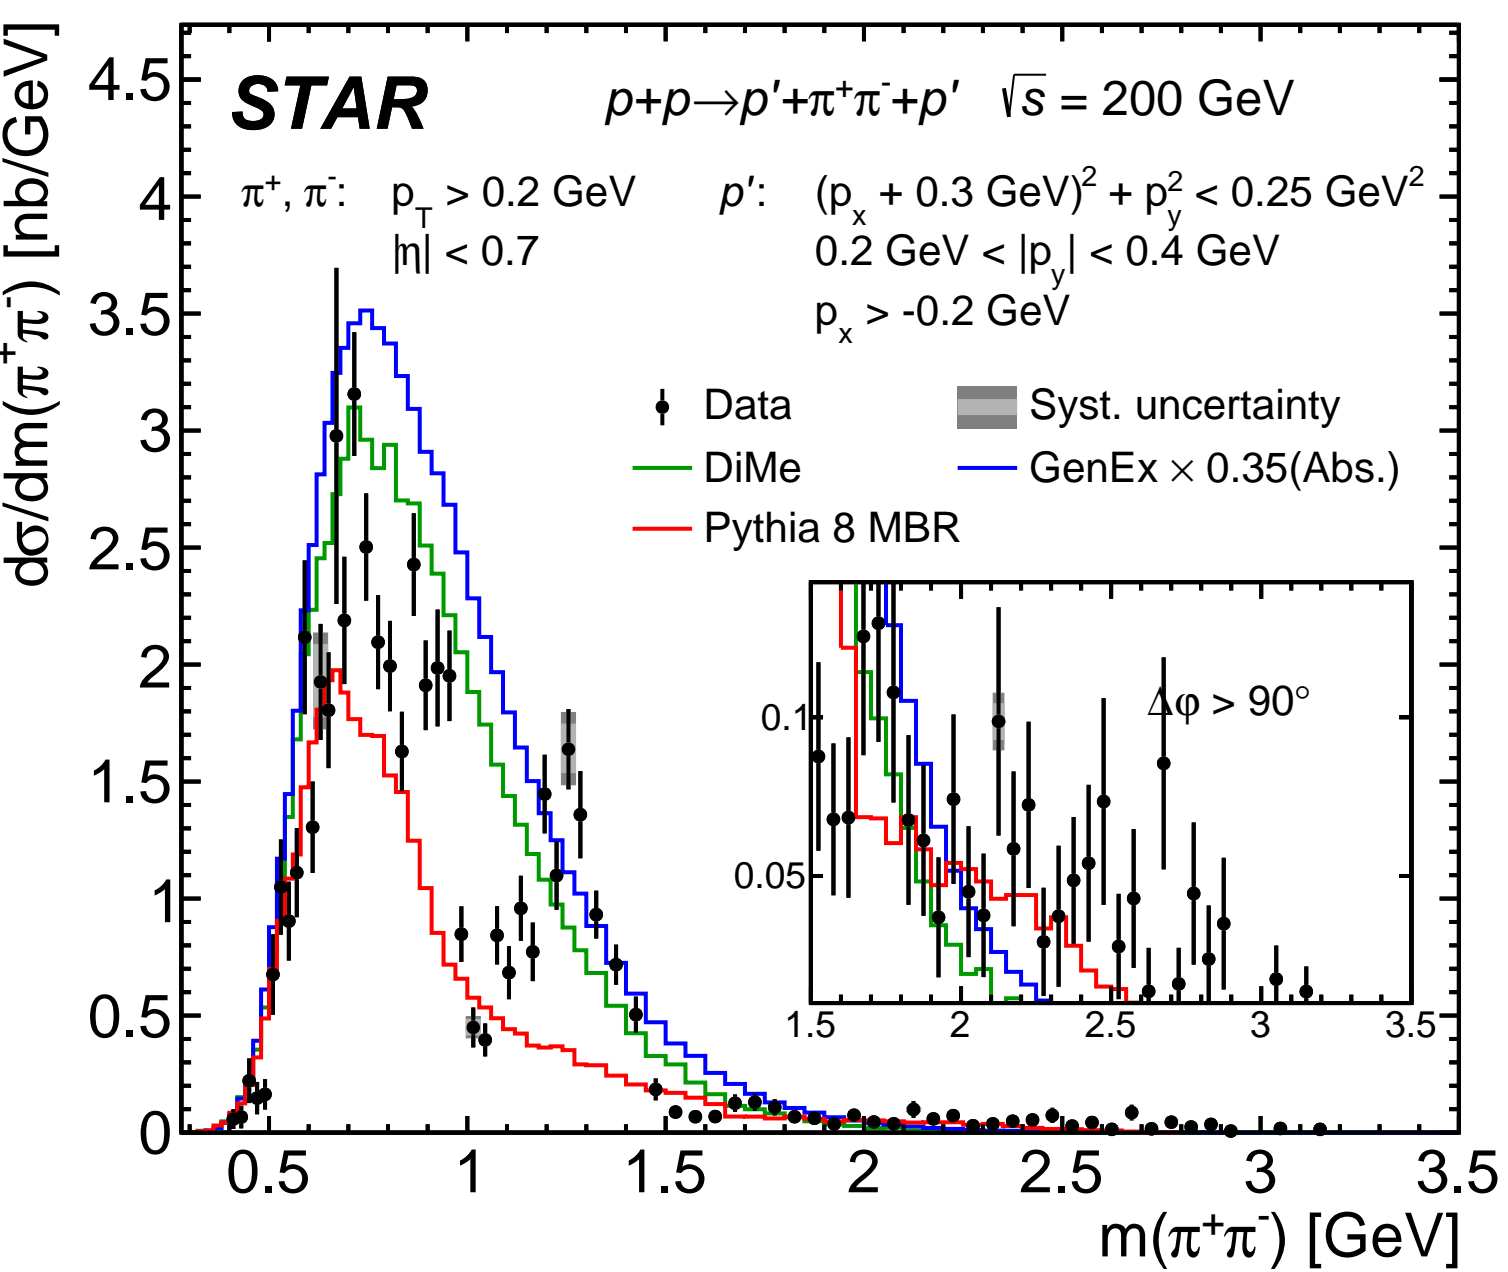 STAR
p+p→p′+π⁺π⁻+p′ √s = 200 GeV
π⁺, π⁻: p_T > 0.2 GeV p′: (p_x + 0.3 GeV)² + p_y² < 0.25 GeV²
|η| < 0.7 0.2 GeV < |p_y| < 0.4 GeV
p_x > -0.2 GeV
Data Syst. uncertainty
DiMe GenEx × 0.35(Abs.)
Pythia 8 MBR
Δφ > 90°
0.1
0.05
1.5 2 2.5 3 3.5
dσ/dm(π⁺π⁻) [nb/GeV]
4.5
4
3.5
3
2.5
2
1.5
1
0.5
0
0.5 1 1.5 2 2.5 3 3.5
m(π⁺π⁻) [GeV]